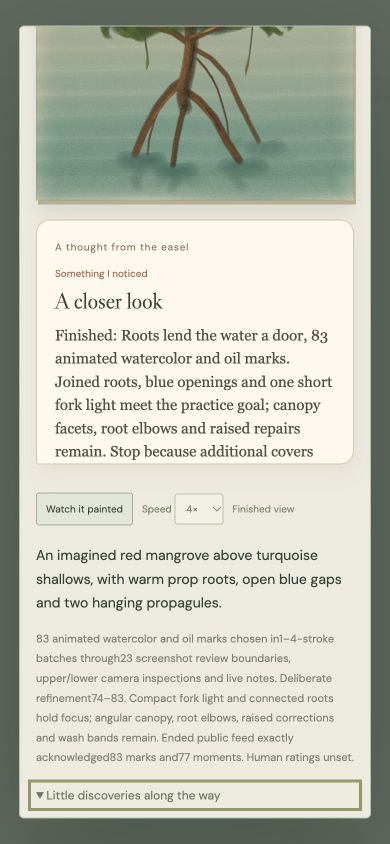 A thought from the easel
Something I noticed
A closer look
Finished: Roots lend the water a door, 83
animated watercolor and oil marks.
Joined roots, blue openings and one short
fork light meet the practice goal; canopy
facets, root elbows and raised repairs
remain. Stop because additional covers
Watch it painted Speed 4× Finished view
An imagined red mangrove above turquoise
shallows, with warm prop roots, open blue gaps
and two hanging propagules.
83 animated watercolor and oil marks chosen in1–4-stroke
batches through23 screenshot review boundaries,
upper/lower camera inspections and live notes. Deliberate
refinement74–83. Compact fork light and connected roots
hold focus; angular canopy, root elbows, raised corrections
and wash bands remain. Ended public feed exactly
acknowledged83 marks and77 moments. Human ratings unset.
▼ Little discoveries along the way